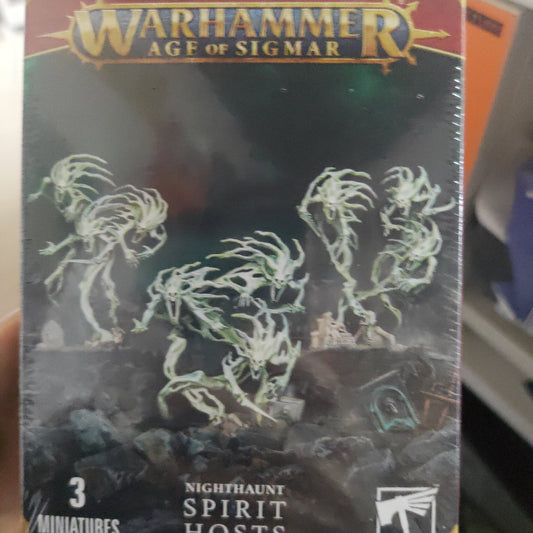 WARHAMMER
AGE OF SIGMAR
3
MINIATURES
NIGHTHAUNT
SPIRIT
HOSTS